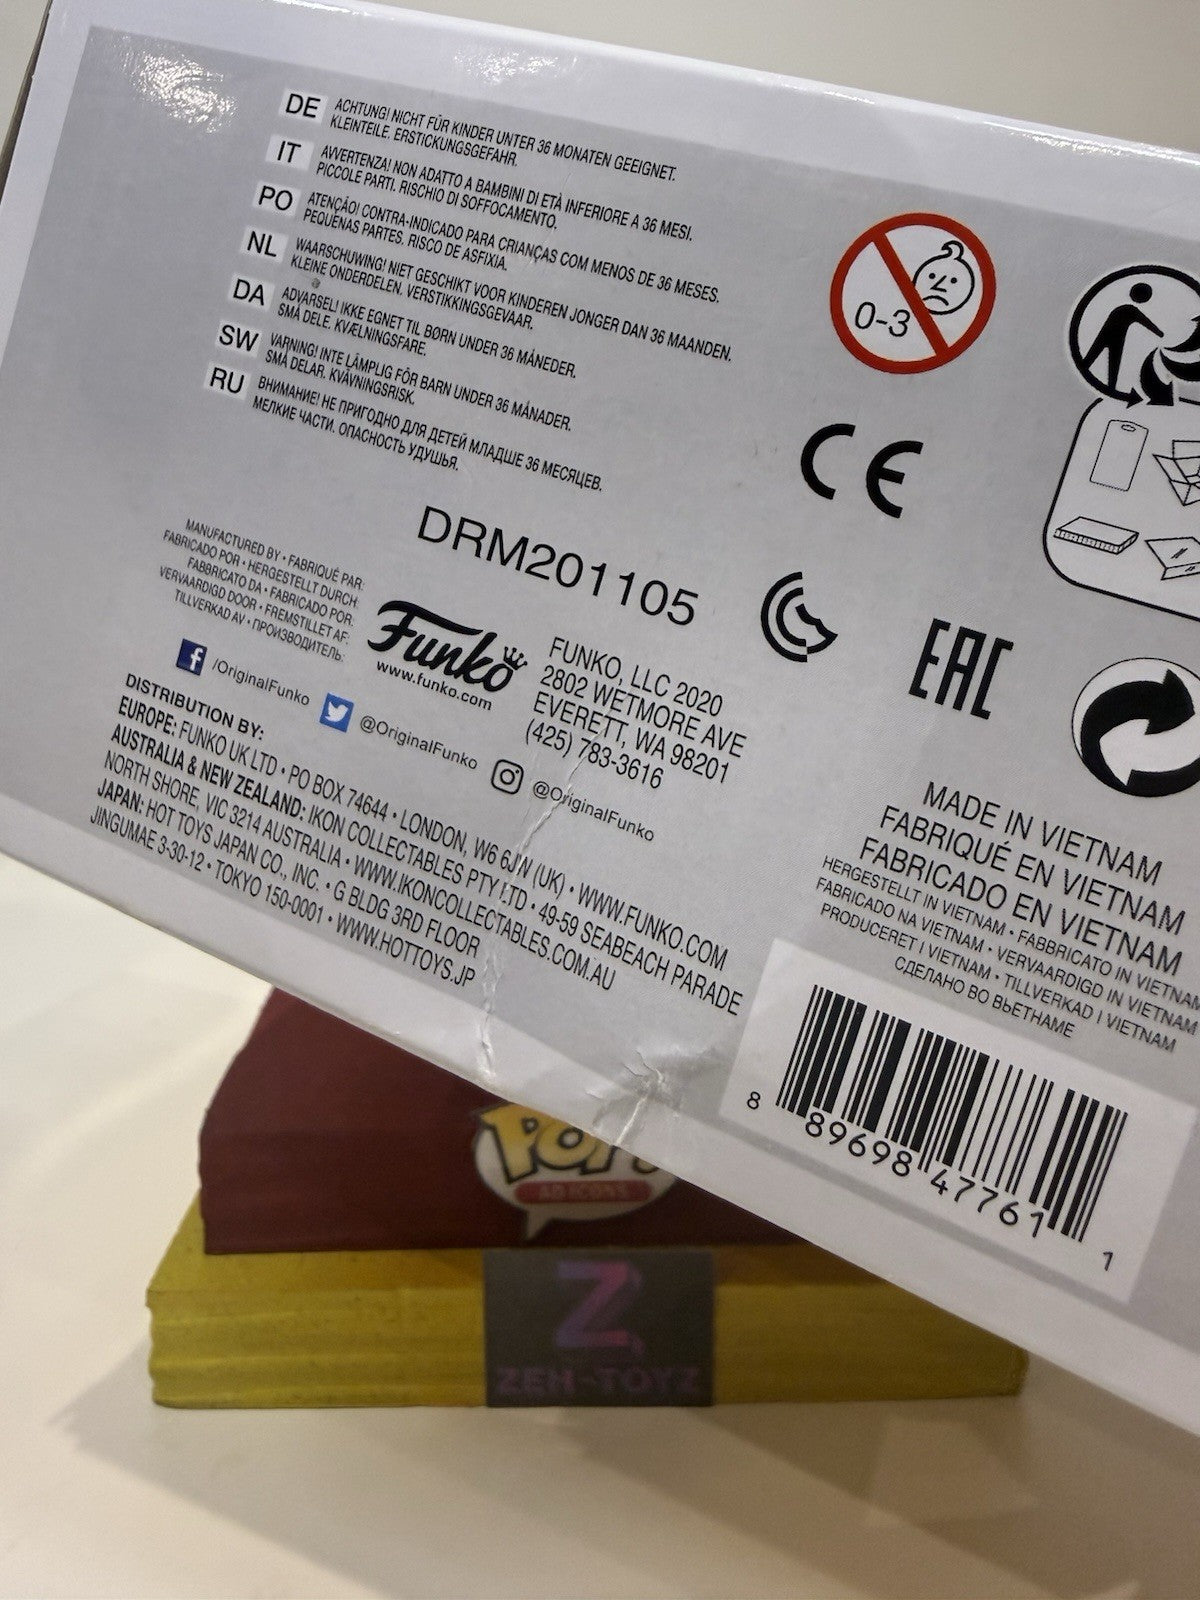 DE ACHTUNG! NICHT FÜR KINDER UNTER 36 MONATEN GEEIGNET.
KLEINTEILE. ERSTICKUNGSGEFAHR.
IT AVVERTENZA! NON ADATTO A BAMBINI DI ETÀ INFERIORE A 36 MESI.
PICCOLE PARTI. RISCHIO DI SOFFOCAMENTO.
PO ATENÇÃO! CONTRA-INDICADO PARA CRIANÇAS COM MENOS DE 36 MESES.
PEQUENAS PARTES. RISCO DE ASFIXIA.
NL WAARSCHUWING! NIET GESCHIKT VOOR KINDEREN JONGER DAN 36 MAANDEN.
KLEINE ONDERDELEN. VERSTIKKINGSGEVAAR.
DA ADVARSEL! IKKE EGNET TIL BØRN UNDER 36 MÅNEDER.
SMÅ DELE. KVÆLNINGSFARE.
SW VARNING! INTE LÄMPLIG FÖR BARN UNDER 36 MÅNADER.
SMÅ DELAR. KVÄVNINGSRISK.
RU ВНИМАНИЕ! НЕ ПРИГОДНО ДЛЯ ДЕТЕЙ МЛАДШЕ 36 МЕСЯЦЕВ.
МЕЛКИЕ ЧАСТИ. ОПАСНОСТЬ УДУШЬЯ.
0-3
CE
EAC
DRM201105
MANUFACTURED BY • FABRIQUÉ PAR:
FABRICADO POR • HERGESTELLT DURCH:
FABBRICATO DA • FABRICADO POR:
VERVAARDIGD DOOR • FREMSTILLET AF:
TILLVERKAD AV • ПРОИЗВОДИТЕЛЬ:
Funko
www.funko.com
FUNKO, LLC 2020
2802 WETMORE AVE
EVERETT, WA 98201
(425) 783-3616
f /OriginalFunko
@OriginalFunko
@OriginalFunko
DISTRIBUTION BY:
EUROPE: FUNKO UK LTD • PO BOX 74644 • LONDON, W6 6JW (UK) • WWW.FUNKO.COM
AUSTRALIA & NEW ZEALAND: IKON COLLECTABLES PTY LTD • 49-59 SEABEACH PARADE
NORTH SHORE, VIC 3214 AUSTRALIA • WWW.IKONCOLLECTABLES.COM.AU
JAPAN: HOT TOYS JAPAN CO., INC. • G BLDG 3RD FLOOR
JINGUMAE 3-30-12 • TOKYO 150-0001 • WWW.HOTTOYS.JP
MADE IN VIETNAM
FABRIQUÉ EN VIETNAM
FABRICADO EN VIETNAM
HERGESTELLT IN VIETNAM • FABBRICATO IN VIETNAM
FABRICADO NA VIETNAM • VERVAARDIGD IN VIETNAM
PRODUCERET I VIETNAM • TILLVERKAD I VIETNAM
СДЕЛАНО ВО ВЬЕТНАМЕ
8 89698 47761 1
POP!
AD ICONS
Z
ZEH-TOYZ